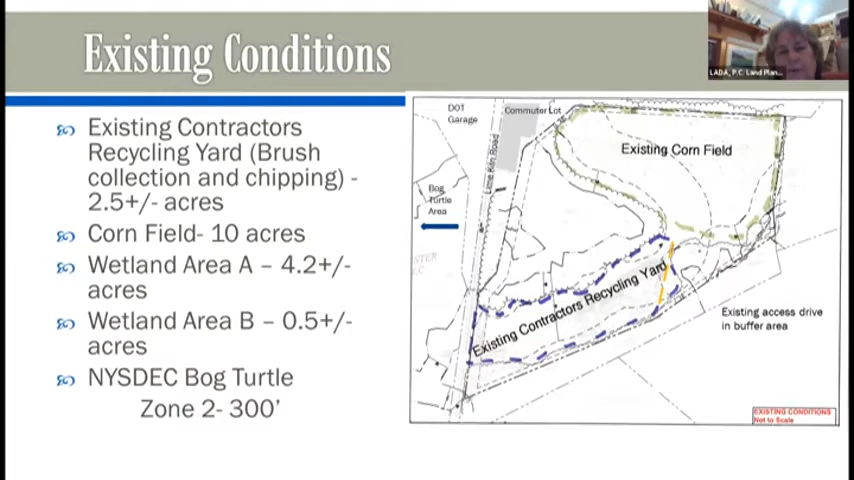 Existing Conditions
LADA, P.C. Land Plan...
Existing Contractors
Recycling Yard (Brush
collection and chipping) -
2.5+/- acres
Corn Field- 10 acres
Wetland Area A – 4.2+/-
acres
Wetland Area B – 0.5+/-
acres
NYSDEC Bog Turtle
Zone 2- 300'
DOT
Garage
Commuter Lot
Lime Kiln Road
Existing Corn Field
Bog
Turtle
Area
Existing Contractors Recycling Yard
Existing access drive
in buffer area
EXISTING CONDITIONS
Not to Scale